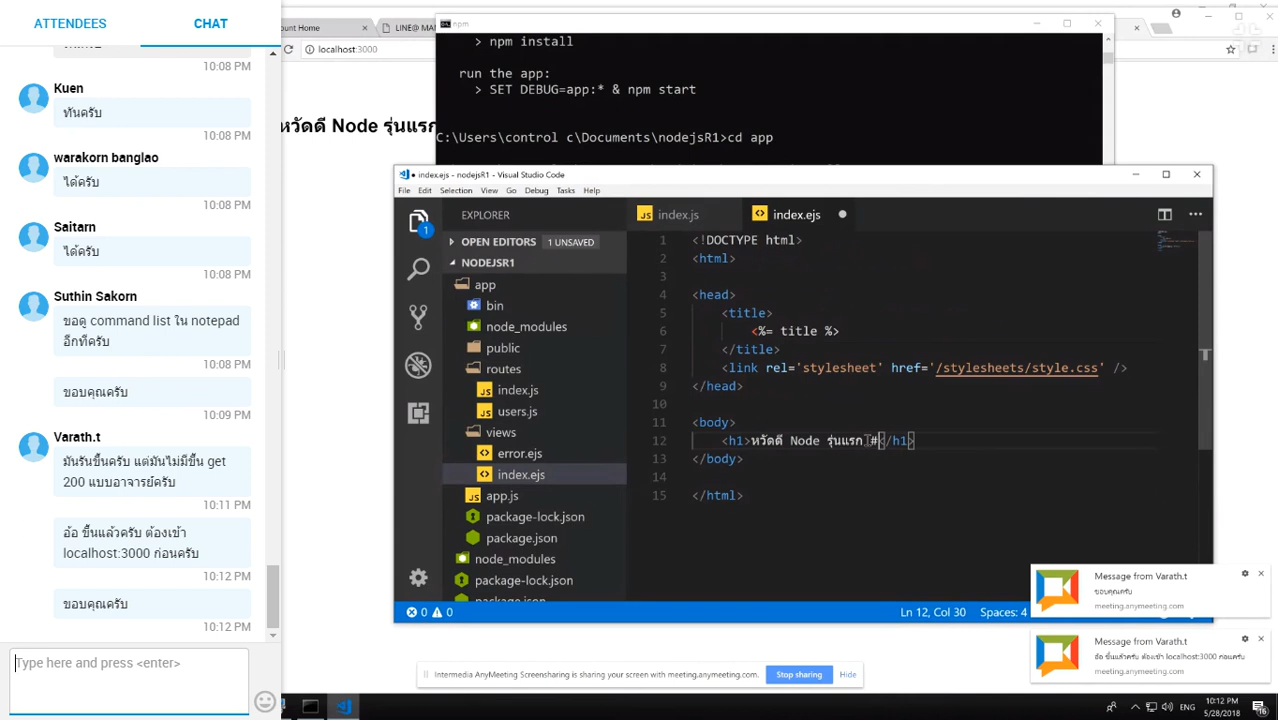 ATTENDEES
CHAT
10:08 PM
Kuen
ทันครับ
10:08 PM
warakorn banglao
ได้ครับ
10:08 PM
Saitarn
ได้ครับ
10:08 PM
Suthin Sakorn
ขอดู command list ใน notepad
อีกทีครับ
10:08 PM
ขอบคุณครับ
10:09 PM
Varath.t
มันรันขึ้นครับ แต่มันไม่มีขึ้น get
200 แบบอาจารย์ครับ
10:11 PM
อ๋อ ขึ้นแล้วครับ ต้องเข้า
localhost:3000 ก่อนครับ
10:12 PM
ขอบคุณครับ
10:12 PM
Type here and press <enter>
ount Home
LINE@ MA
localhost:3000
หวัดดี Node รุ่นแรก
npm
> npm install
run the app:
> SET DEBUG=app:* & npm start
C:\Users\control c\Documents\nodejsR1>cd app
● index.ejs - nodejsR1 - Visual Studio Code
File Edit Selection View Go Debug Tasks Help
EXPLORER
OPEN EDITORS 1 UNSAVED
NODEJSR1
app
bin
node_modules
public
routes
index.js
users.js
views
error.ejs
index.ejs
app.js
package-lock.json
package.json
node_modules
package-lock.json
1
JS index.js
index.ejs
1 <!DOCTYPE html>
2 <html>
3
4 <head>
5 <title>
6 <%= title %>
7 </title>
8 <link rel='stylesheet' href='/stylesheets/style.css' />
9 </head>
10
11 <body>
12 <h1>หวัดดี Node รุ่นแรก #</h1>
13 </body>
14
15 </html>
0 0
Ln 12, Col 30 Spaces: 4
Message from Varath.t
ขอบคุณครับ
meeting.anymeeting.com
Message from Varath.t
อ๋อ ขึ้นแล้วครับ ต้องเข้า localhost:3000 ก่อนครับ
meeting.anymeeting.com
Intermedia AnyMeeting Screensharing is sharing your screen with meeting.anymeeting.com.
Stop sharing
Hide
ENG
10:12 PM
5/28/2018
16